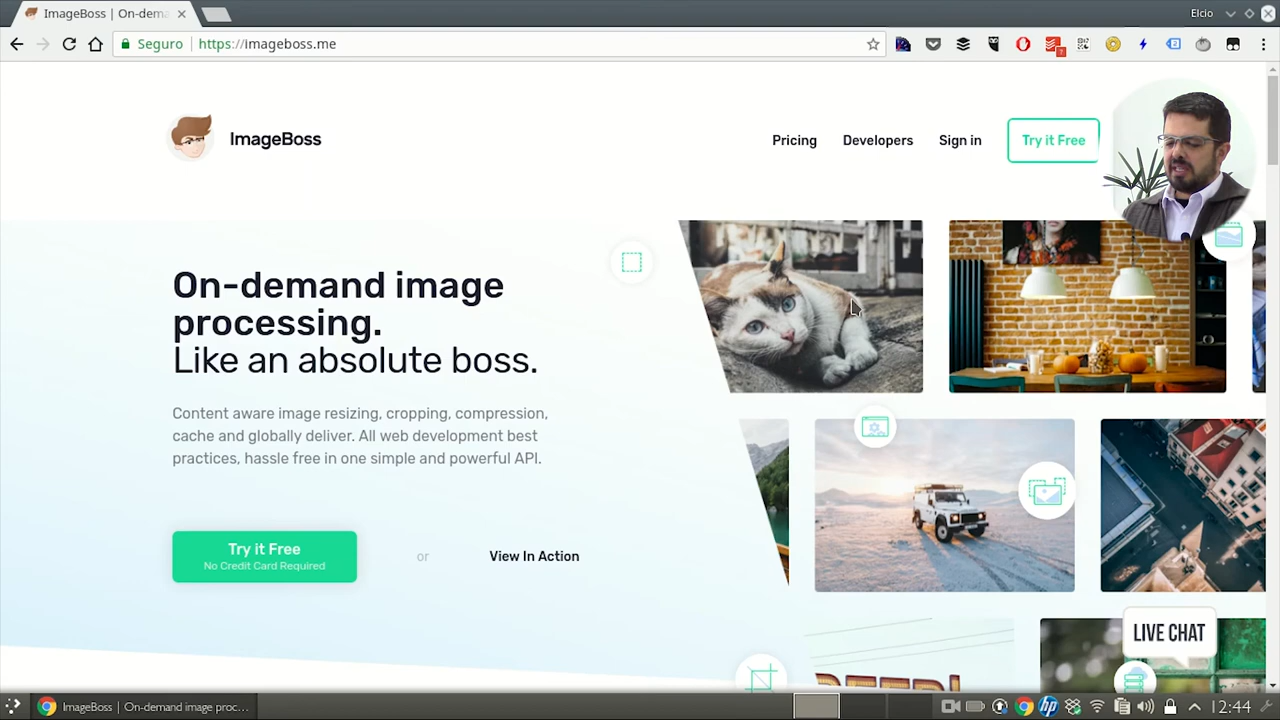 ImageBoss | On-dema
Elcio
Seguro
https://imageboss.me
ImageBoss
Pricing
Developers
Sign in
Try it Free
On-demand image
processing.
Like an absolute boss.
Content aware image resizing, cropping, compression,
cache and globally deliver. All web development best
practices, hassle free in one simple and powerful API.
Try it Free
No Credit Card Required
or
View In Action
LIVE CHAT
ImageBoss | On-demand image proc...
12:44